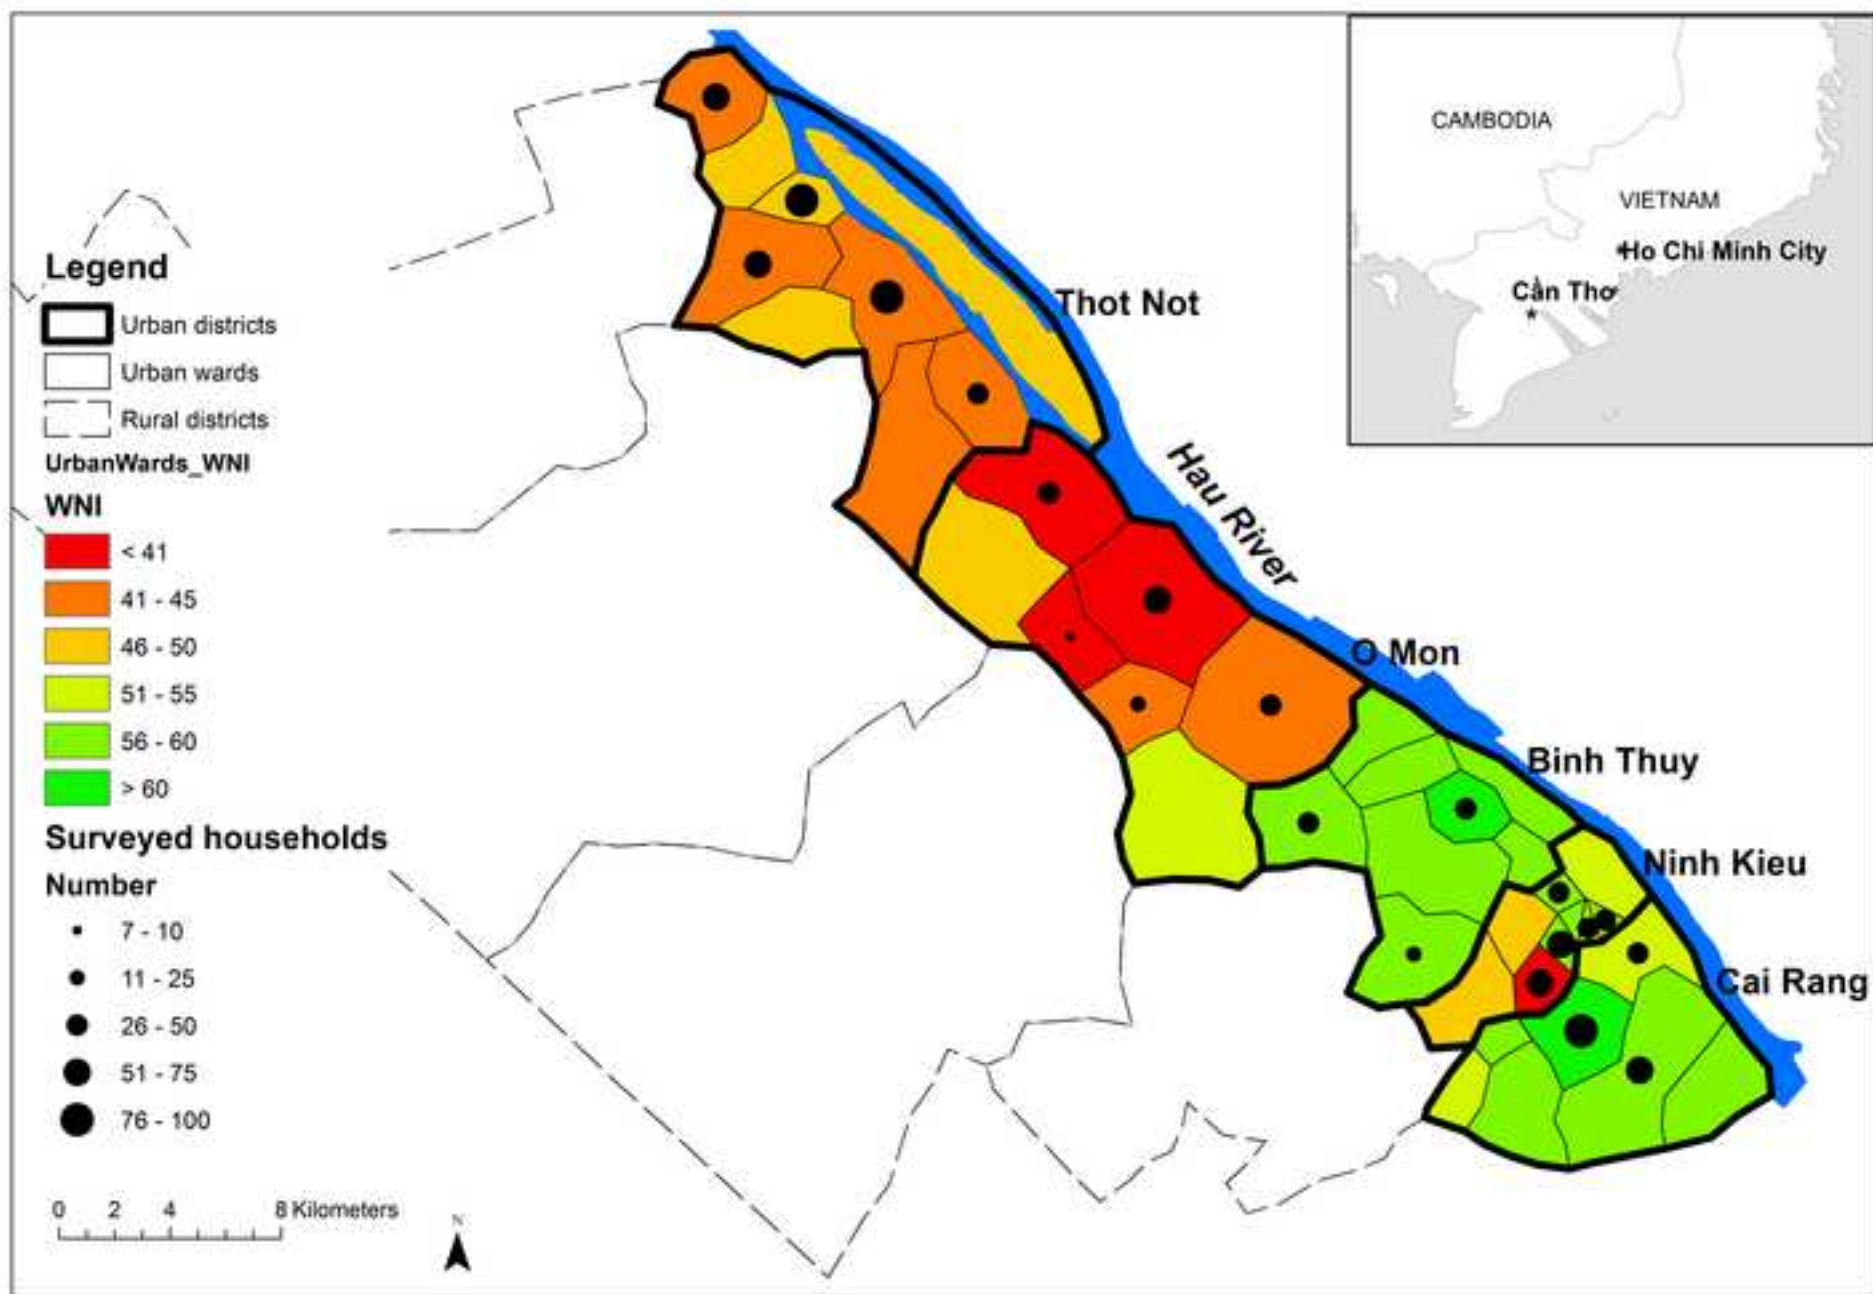 CAMBODIA
VIETNAM
Ho Chi Minh City
Cần Thơ
Thot Not
Hau River
O Mon
Binh Thuy
Ninh Kieu
Cai Rang
Legend
Urban districts
Urban wards
Rural districts
UrbanWards_WNI
WNI
< 41
41 - 45
46 - 50
51 - 55
56 - 60
> 60
Surveyed households
Number
7 - 10
11 - 25
26 - 50
51 - 75
76 - 100
0 2 4 8 Kilometers
N